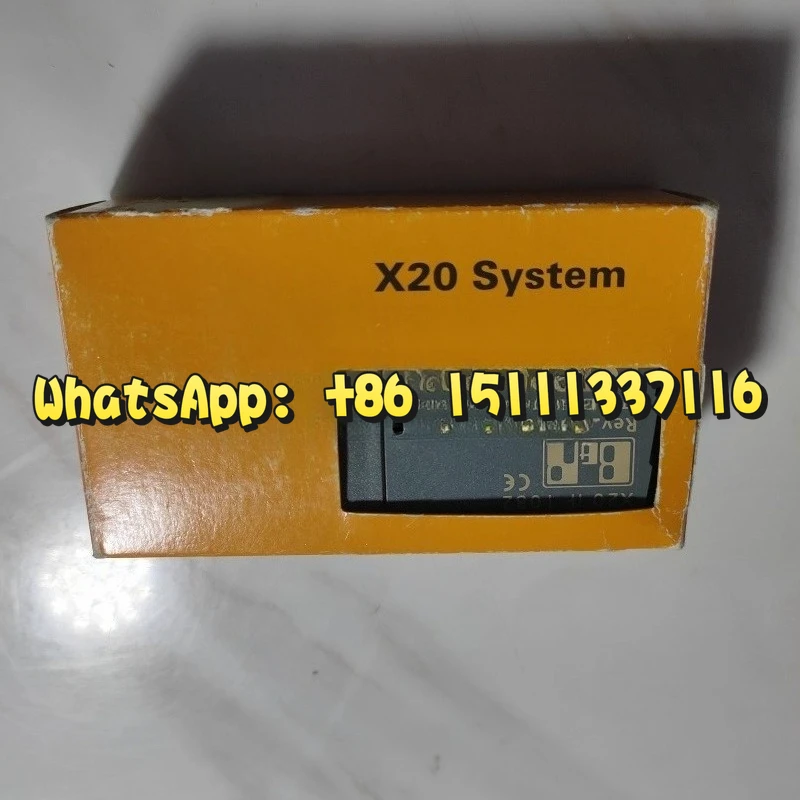 X20 System
WhatsApp: +86 15111337116
Rev.
B&R
CE